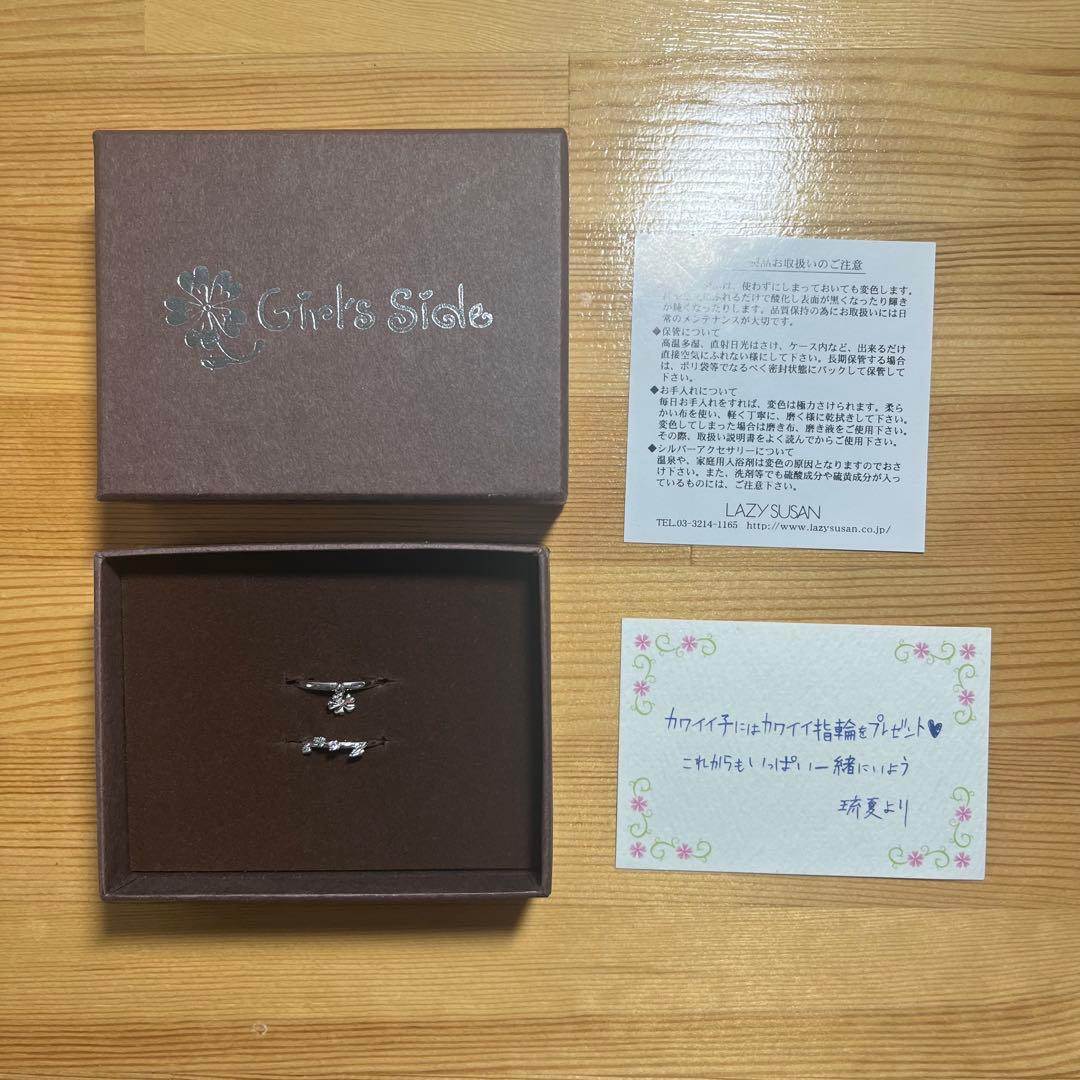 Girl's Side
品お取扱いのご注意
は、使わずにしまっておいても変色します。
ふれるだけで酸化し表面が黒くなったり輝き
が鈍くなったりします。品質保持の為にお取扱いには日
常のメンテナンスが大切です。
◆保管について
高温多湿、直射日光はさけ、ケース内など、出来るだけ
直接空気にふれない様にして下さい。長期保管する場合
は、ポリ袋等でなるべく密封状態にパックして保管して
下さい。
◆お手入れについて
毎日お手入れをすれば、変色は極力さけられます。柔ら
かい布を使い、軽く丁寧に、磨く様に乾拭きして下さい。
変色してしまった場合は磨き布、磨き液をご使用下さい。
その際、取扱い説明書をよく読んでからご使用下さい。
◆シルバーアクセサリーについて
温泉や、家庭用入浴剤は変色の原因となりますのでおさ
け下さい。また、洗剤等でも硫酸成分や硫黄成分が入っ
ているものには、ご注意下さい。
LAZY SUSAN
TEL.03-3214-1165 http://www.lazysusan.co.jp/
カワイイ子にはカワイイ指輪をプレゼント♥
これからもいっぱい一緒にいよう
琉夏より